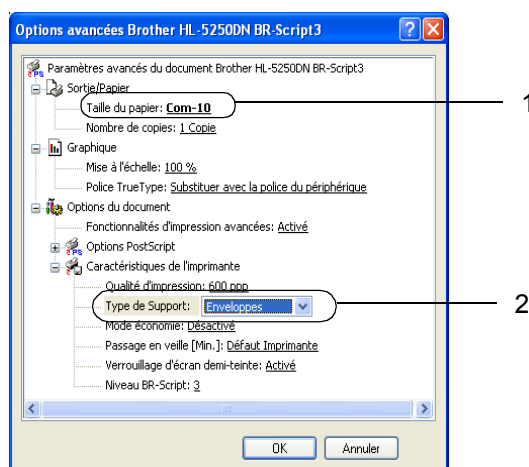 Options avancées Brother HL-5250DN BR-Script3
Paramètres avancés du document Brother HL-5250DN BR-Script3
Sortie/Papier
Taille du papier: Com-10
1
Nombre de copies: 1 Copie
Graphique
Mise à l'échelle: 100 %
Police TrueType: Substituer avec la police du périphérique
Options du document
Fonctionnalités d'impression avancées: Activé
Options PostScript
Caractéristiques de l'imprimante
Qualité d'impression: 600 ppp
Type de Support: Enveloppes
2
Mode économie: Désactivé
Passage en veille [Min.]: Défaut Imprimante
Verrouillage d'écran demi-teinte: Activé
Niveau BR-Script: 3
OK
Annuler